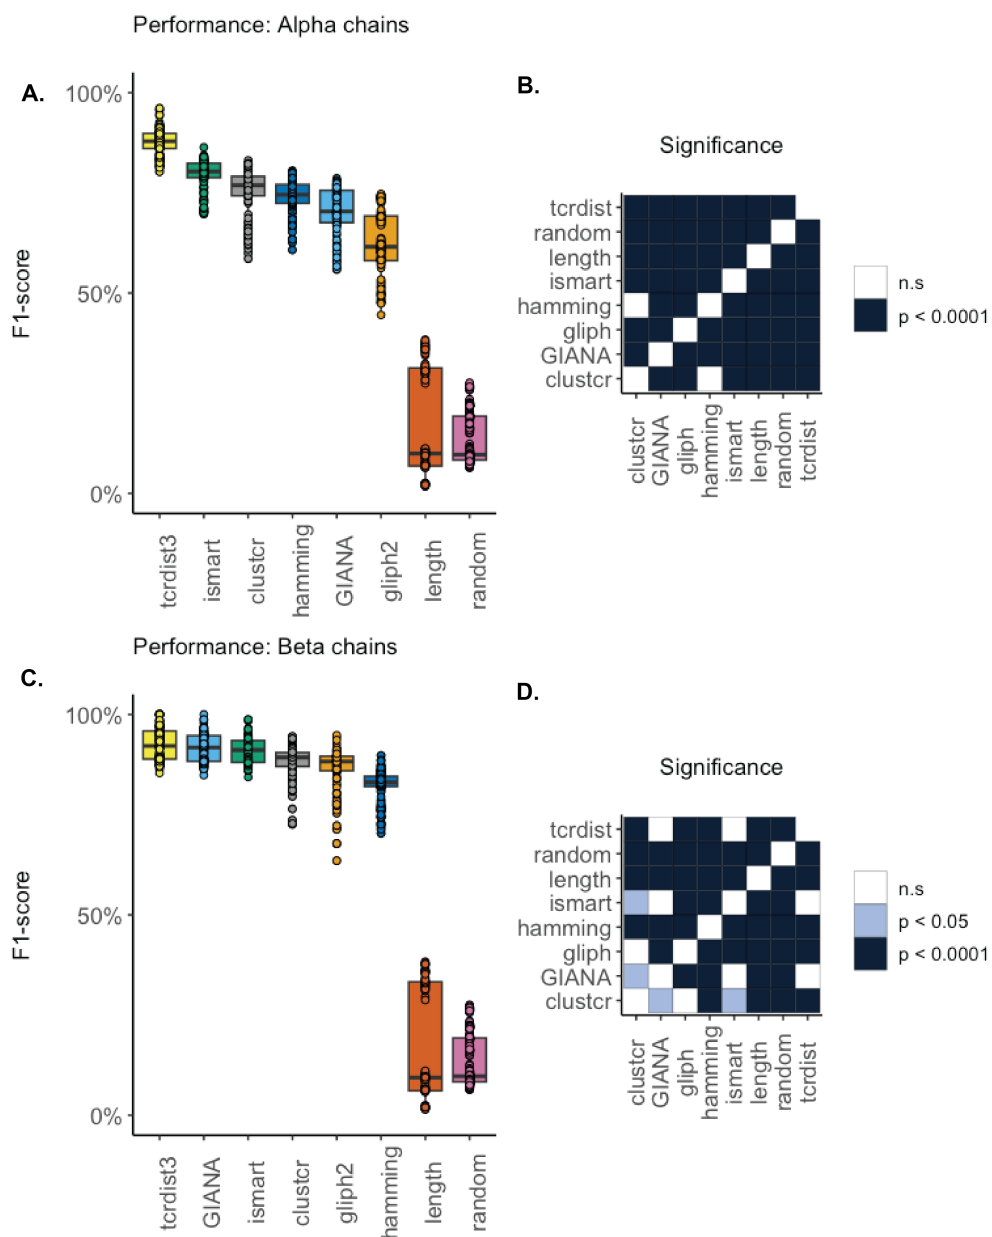 Performance: Alpha chains
A.
100%
50%
0%
F1-score
tcrdist3
ismart
clustcr
hamming
GIANA
gliph2
length
random
B.
Significance
tcrdist
random
length
ismart
hamming
gliph
GIANA
clustcr
clustcr
GIANA
gliph
hamming
ismart
length
random
tcrdist
n.s
p < 0.0001
Performance: Beta chains
C.
100%
50%
0%
F1-score
tcrdist3
GIANA
ismart
clustcr
gliph2
hamming
length
random
D.
Significance
tcrdist
random
length
ismart
hamming
gliph
GIANA
clustcr
clustcr
GIANA
gliph
hamming
ismart
length
random
tcrdist
n.s
p < 0.05
p < 0.0001